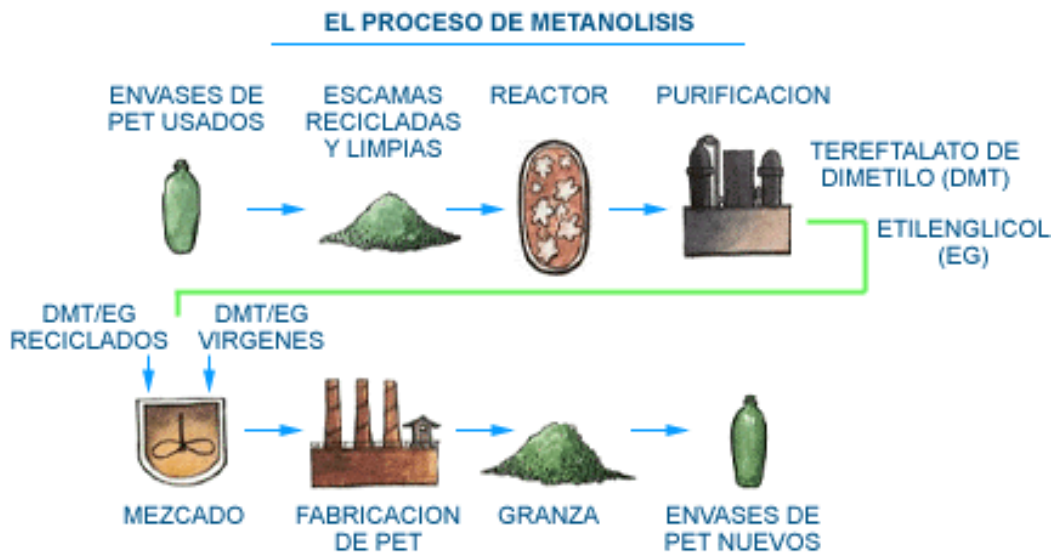 EL PROCESO DE METANOLISIS
ENVASES DE
PET USADOS
ESCAMAS
RECICLADAS
Y LIMPIAS
REACTOR
PURIFICACION
TEREFTALATO DE
DIMETILO (DMT)
ETILENGLICOL
(EG)
DMT/EG
RECICLADOS
DMT/EG
VIRGENES
MEZCADO
FABRICACION
DE PET
GRANZA
ENVASES DE
PET NUEVOS